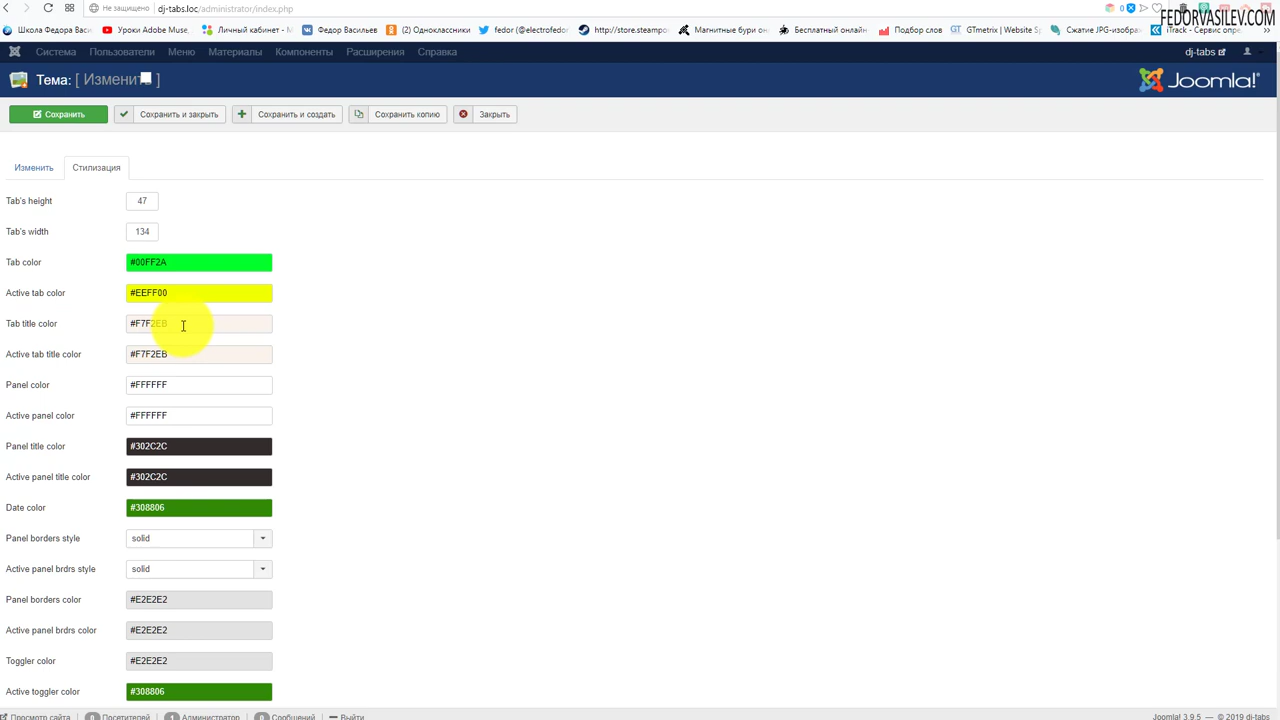 dj-tabs.loc/administrator/index.php
Не защищено
FEDORVASILEV.COM
Школа Федора Васи
Уроки Adobe Muse,
Личный кабинет - М
Федор Васильев
(2) Одноклассники
fedor (@electrofedor
http://store.steampo
Магнитные бури он
Бесплатный онлайн
Подбор слов
GTmetrix | Website S
Сжатие JPG-изобра
iTrack - Сервис опре
Система Пользователи Меню Материалы Компоненты Расширения Справка
dj-tabs
Тема: [ Изменит ]
Joomla!
Сохранить
Сохранить и закрыть
Сохранить и создать
Сохранить копию
Закрыть
Изменить
Стилизация
Tab's height 47
Tab's width 134
Tab color #00FF2A
Active tab color #EEFF00
Tab title color #F7F2EB
Active tab title color #F7F2EB
Panel color #FFFFFF
Active panel color #FFFFFF
Panel title color #302C2C
Active panel title color #302C2C
Date color #308806
Panel borders style solid
Active panel brdrs style solid
Panel borders color #E2E2E2
Active panel brdrs color #E2E2E2
Toggler color #E2E2E2
Active toggler color #308806
Просмотр сайта 0 Посетителей 1 Администратор 0 Сообщений Выйти
Joomla! 3.9.5 — © 2019 dj-tabs